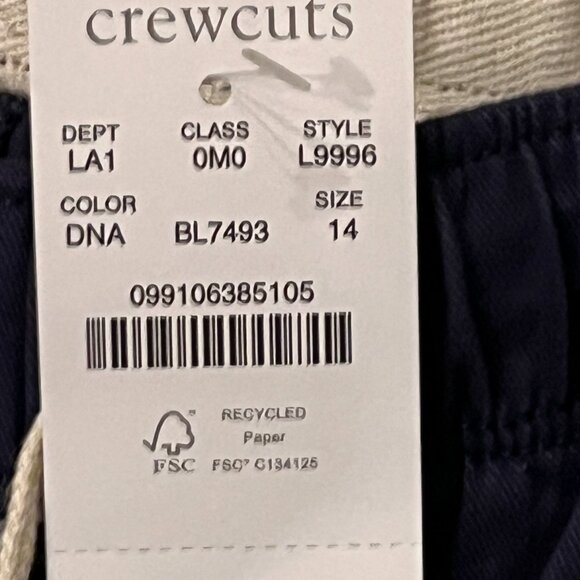 crewcuts
DEPT CLASS STYLE
LA1 0M0 L9996
COLOR SIZE
DNA BL7493 14
099106385105
RECYCLED
Paper
FSC FSC® C134125